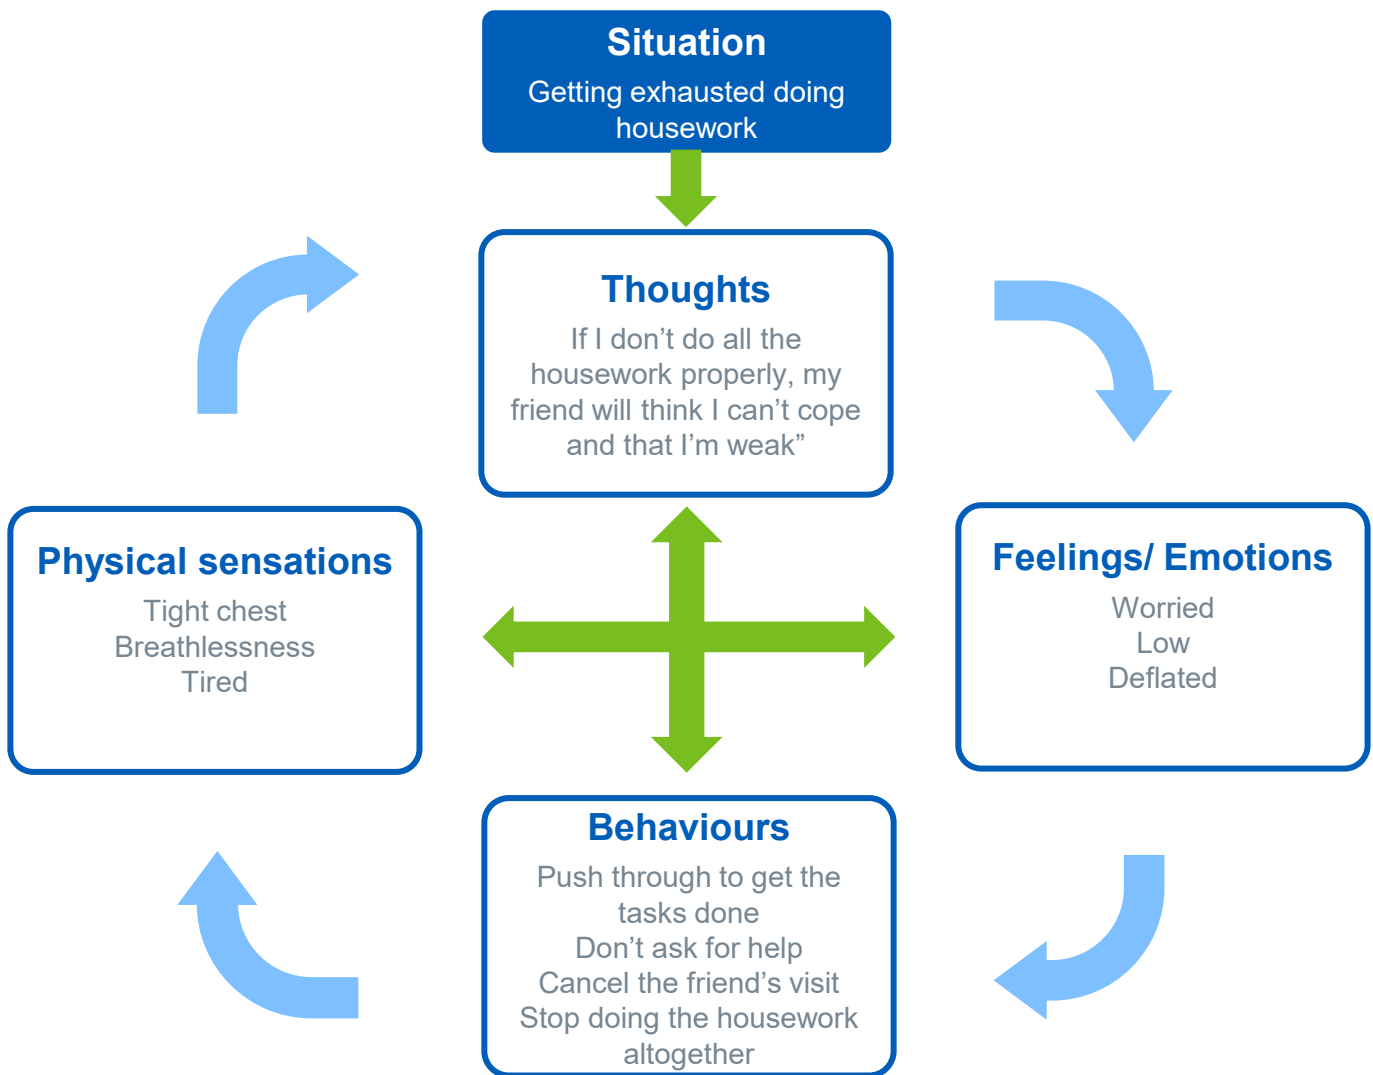 Situation
Getting exhausted doing
housework
Thoughts
If I don’t do all the
housework properly, my
friend will think I can’t cope
and that I’m weak”
Physical sensations
Tight chest
Breathlessness
Tired
Feelings/ Emotions
Worried
Low
Deflated
Behaviours
Push through to get the
tasks done
Don’t ask for help
Cancel the friend’s visit
Stop doing the housework
altogether